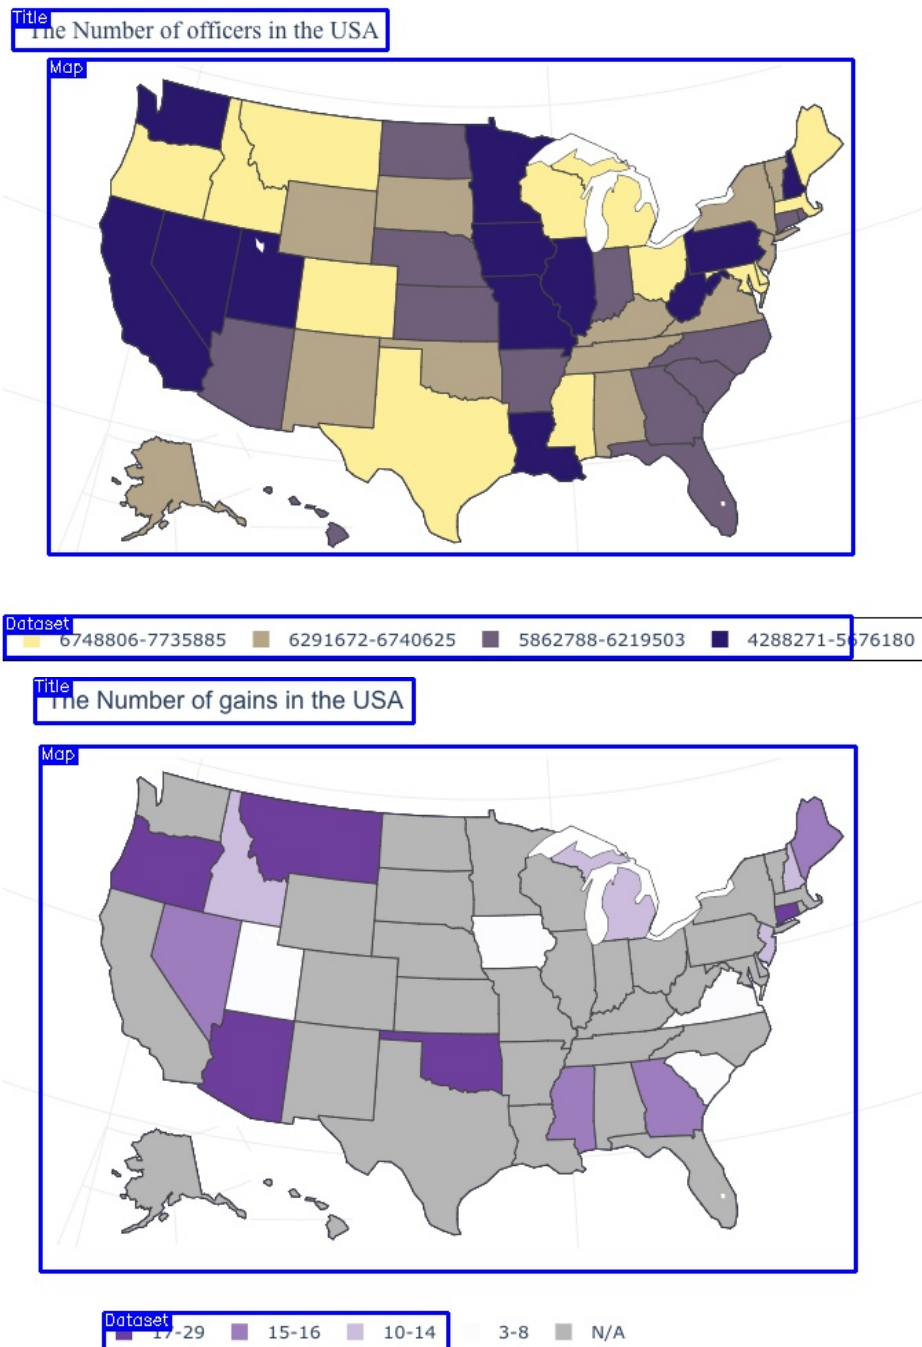 Title
The Number of officers in the USA
Map
Dataset
6748806-7735885 6291672-6740625 5862788-6219503 4288271-5676180
Title
The Number of gains in the USA
Map
Dataset
17-29 15-16 10-14 3-8 N/A